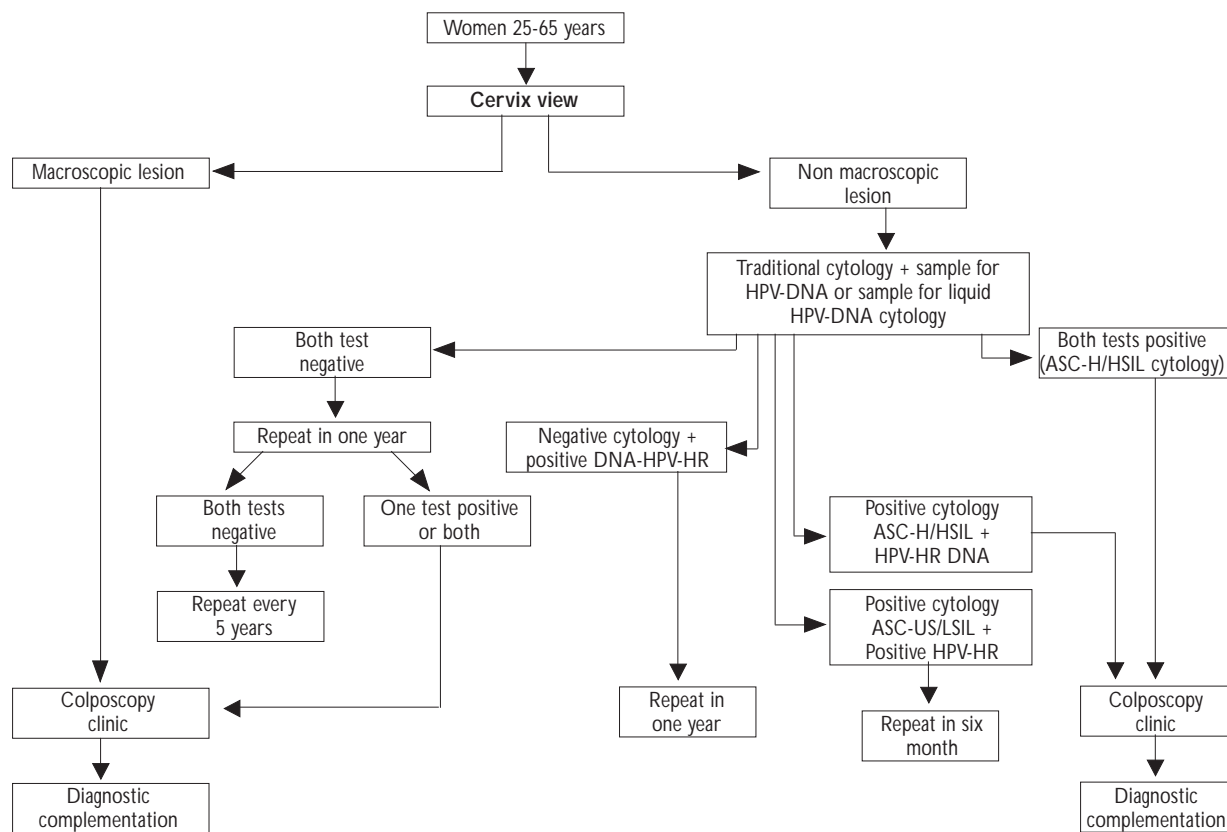 Women 25-65 years
Cervix view
Macroscopic lesion
Non macroscopic
lesion
Traditional cytology + sample for
HPV-DNA or sample for liquid
HPV-DNA cytology
Both test
negative
Both tests positive
(ASC-H/HSIL cytology)
Repeat in one year
Negative cytology +
positive DNA-HPV-HR
Both tests
negative
One test positive
or both
Positive cytology
ASC-H/HSIL +
HPV-HR DNA
Repeat every
5 years
Positive cytology
ASC-US/LSIL +
Positive HPV-HR
Colposcopy
clinic
Repeat in
one year
Repeat in six
month
Colposcopy
clinic
Diagnostic
complementation
Diagnostic
complementation